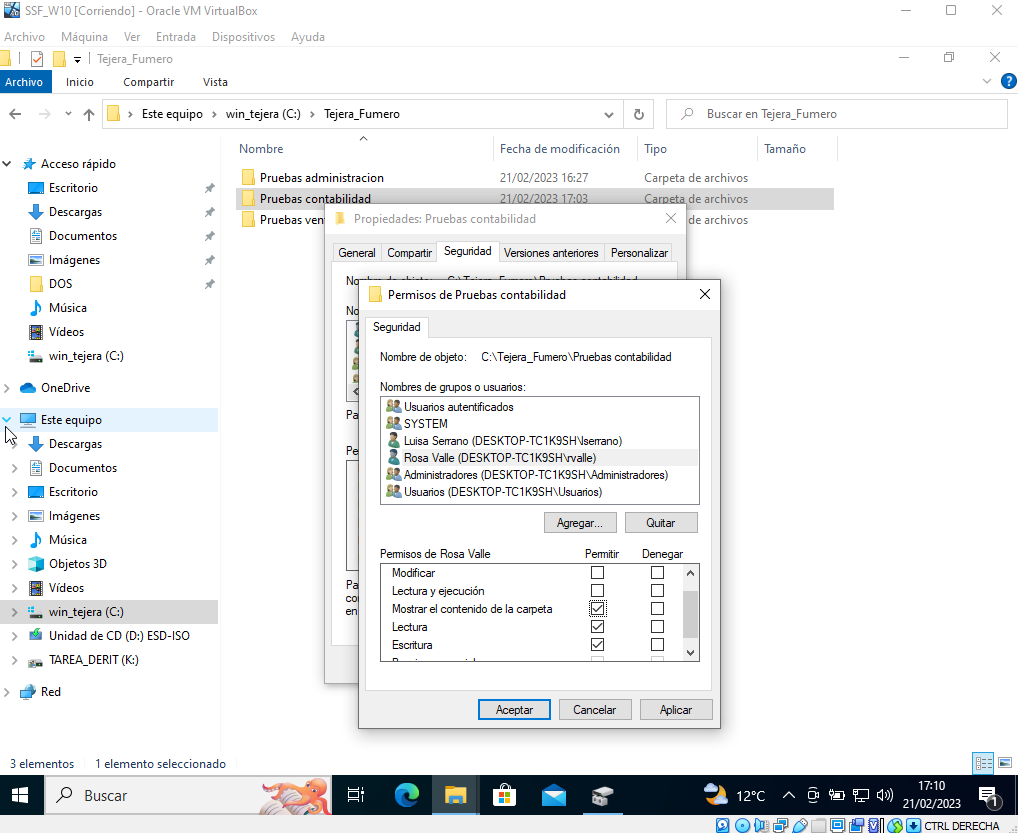 SSF_W10 [Corriendo] - Oracle VM VirtualBox
Archivo Máquina Ver Entrada Dispositivos Ayuda
Tejera_Fumero
Archivo Inicio Compartir Vista
Este equipo > win_tejera (C:) > Tejera_Fumero
Buscar en Tejera_Fumero
Nombre Fecha de modificación Tipo Tamaño
Acceso rápido
Escritorio
Descargas
Documentos
Imágenes
DOS
Música
Vídeos
win_tejera (C:)
OneDrive
Este equipo
Descargas
Documentos
Escritorio
Imágenes
Música
Objetos 3D
Vídeos
win_tejera (C:)
Unidad de CD (D:) ESD-ISO
TAREA_DERIT (K:)
Red
Pruebas administracion 21/02/2023 16:27 Carpeta de archivos
Pruebas contabilidad 21/02/2023 17:03 Carpeta de archivos
Pruebas ven de archivos
Propiedades: Pruebas contabilidad
General Compartir Seguridad Versiones anteriores Personalizar
Permisos de Pruebas contabilidad
Seguridad
Nombre de objeto: C:\Tejera_Fumero\Pruebas contabilidad
Nombres de grupos o usuarios:
Usuarios autentificados
SYSTEM
Luisa Serrano (DESKTOP-TC1K9SH\lserrano)
Rosa Valle (DESKTOP-TC1K9SH\rvalle)
Administradores (DESKTOP-TC1K9SH\Administradores)
Usuarios (DESKTOP-TC1K9SH\Usuarios)
Agregar... Quitar
Permisos de Rosa Valle Permitir Denegar
Modificar
Lectura y ejecución
Mostrar el contenido de la carpeta
Lectura
Escritura
Aceptar Cancelar Aplicar
3 elementos 1 elemento seleccionado
Buscar
12°C
17:10
21/02/2023
1
CTRL DERECHA